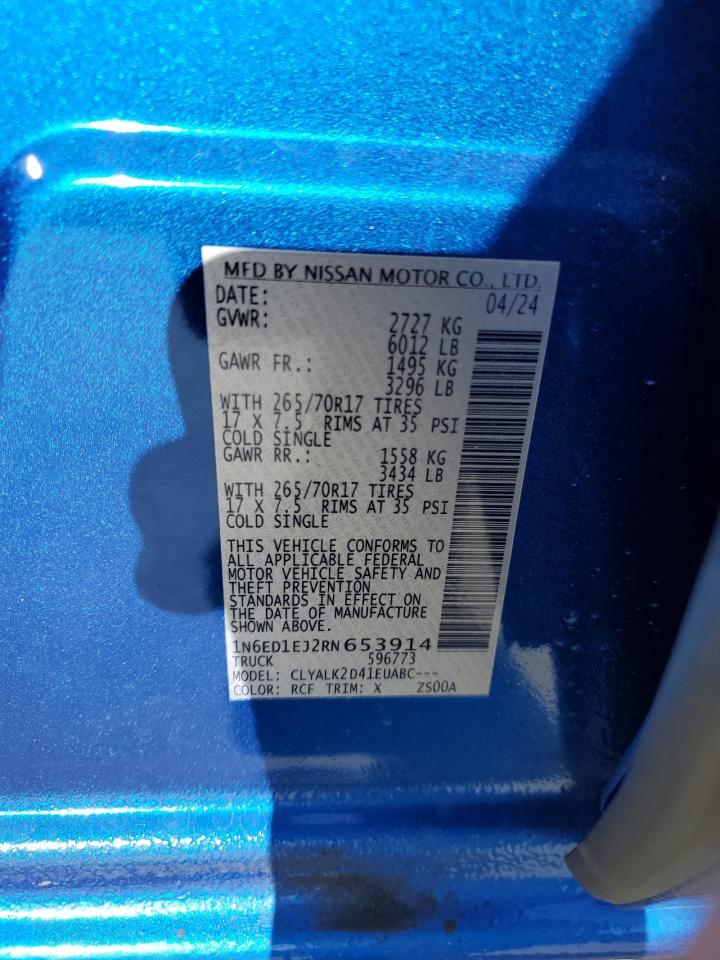 MFD BY NISSAN MOTOR CO., LTD.
DATE: 04/24
GVWR: 2727 KG
6012 LB
GAWR FR.: 1495 KG
3296 LB
WITH 265/70R17 TIRES
17 X 7.5 RIMS AT 35 PSI
COLD SINGLE
GAWR RR.: 1558 KG
3434 LB
WITH 265/70R17 TIRES
17 X 7.5 RIMS AT 35 PSI
COLD SINGLE
THIS VEHICLE CONFORMS TO
ALL APPLICABLE FEDERAL
MOTOR VEHICLE SAFETY AND
THEFT PREVENTION
STANDARDS IN EFFECT ON
THE DATE OF MANUFACTURE
SHOWN ABOVE.
1N6ED1EJ2RN653914
TRUCK 596773
MODEL: CLYALK2D41EUABC---
COLOR: RCF TRIM: X ZS00A